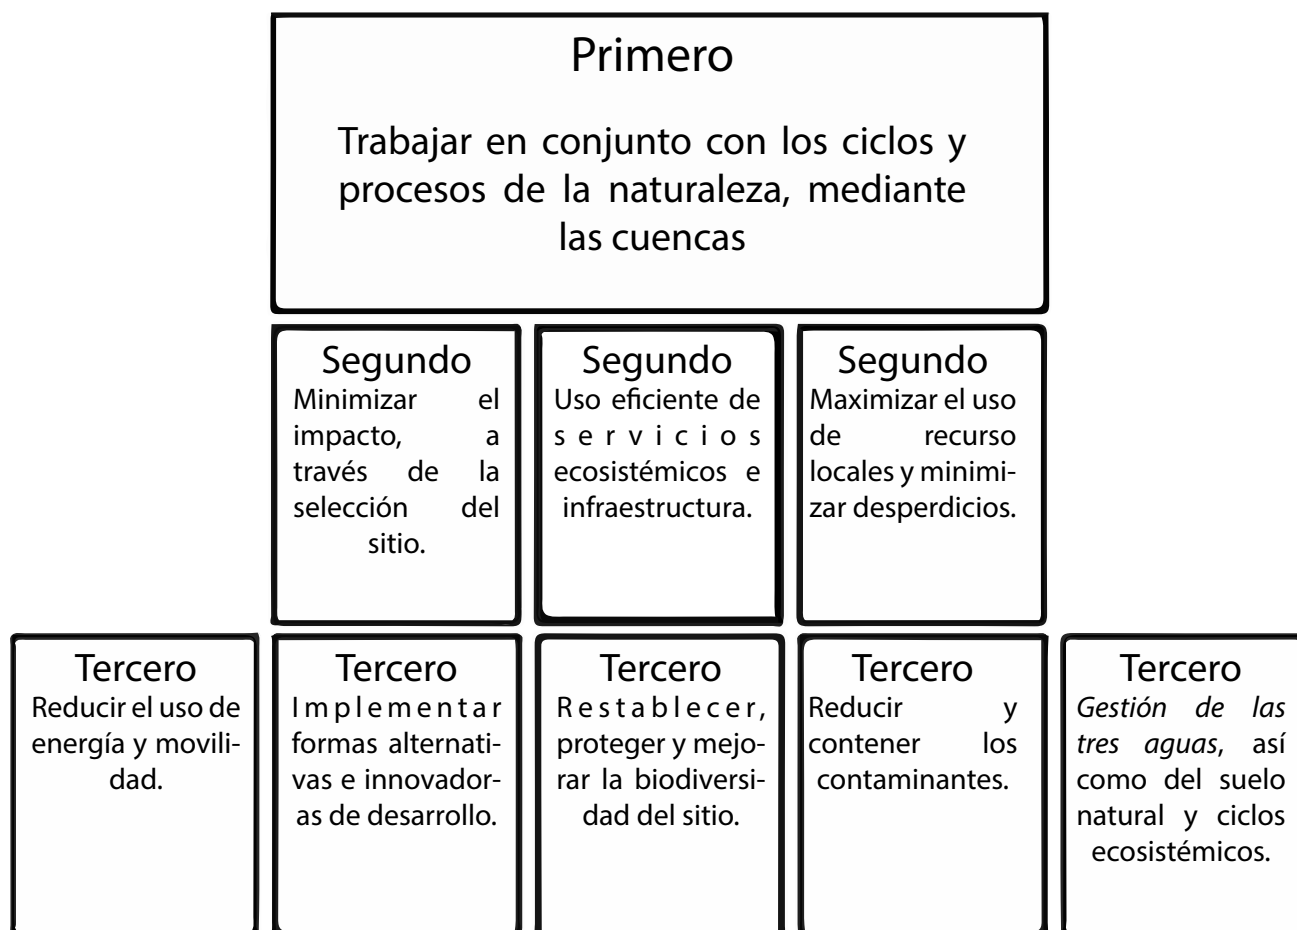 Primero
Trabajar en conjunto con los ciclos y
procesos de la naturaleza, mediante
las cuencas
Segundo
Minimizar el
impacto, a
través de la
selección del
sitio.
Segundo
Uso eficiente de
servicios
ecosistémicos e
infraestructura.
Segundo
Maximizar el uso
de recurso
locales y minimi-
zar desperdicios.
Tercero
Reducir el uso de
energía y movili-
dad.
Tercero
Implementar
formas alternati-
vas e innovador-
as de desarrollo.
Tercero
Restablecer,
proteger y mejo-
rar la biodiversi-
dad del sitio.
Tercero
Reducir y
contener los
contaminantes.
Tercero
Gestión de las
tres aguas, así
como del suelo
natural y ciclos
ecosistémicos.